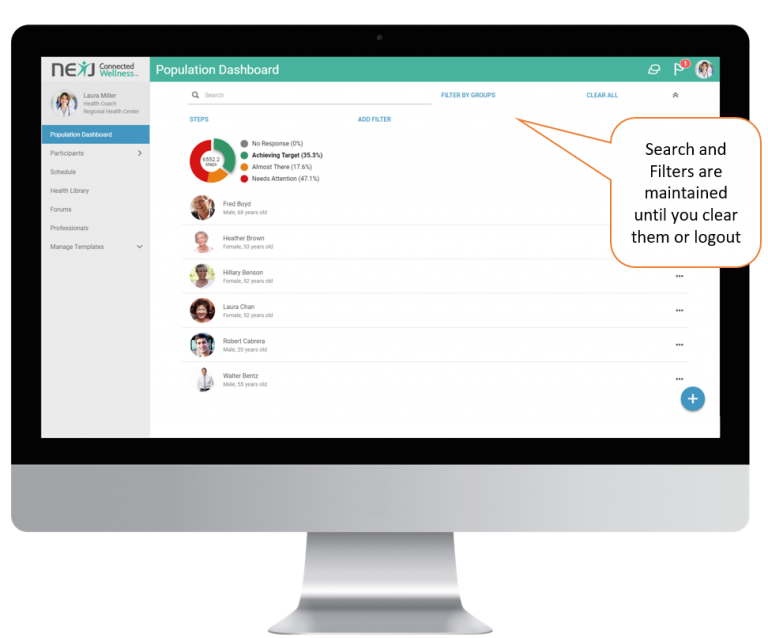 NEXJ Connected Wellness™
Population Dashboard
1
Laura Miller
Health Coach
Regional Health Center
Population Dashboard
Participants
Schedule
Health Library
Forums
Professionals
Manage Templates
Search
FILTER BY GROUPS
CLEAR ALL
STEPS
ADD FILTER
6552.2
steps
No Response (0%)
Achieving Target (35.3%)
Almost There (17.6%)
Needs Attention (47.1%)
Fred Boyd
Male, 68 years old
Heather Brown
Female, 53 years old
Hillary Benson
Female, 52 years old
Laura Chan
Female, 52 years old
Robert Cabrera
Male, 20 years old
Walter Bentz
Male, 55 years old
Search and
Filters are
maintained
until you clear
them or logout